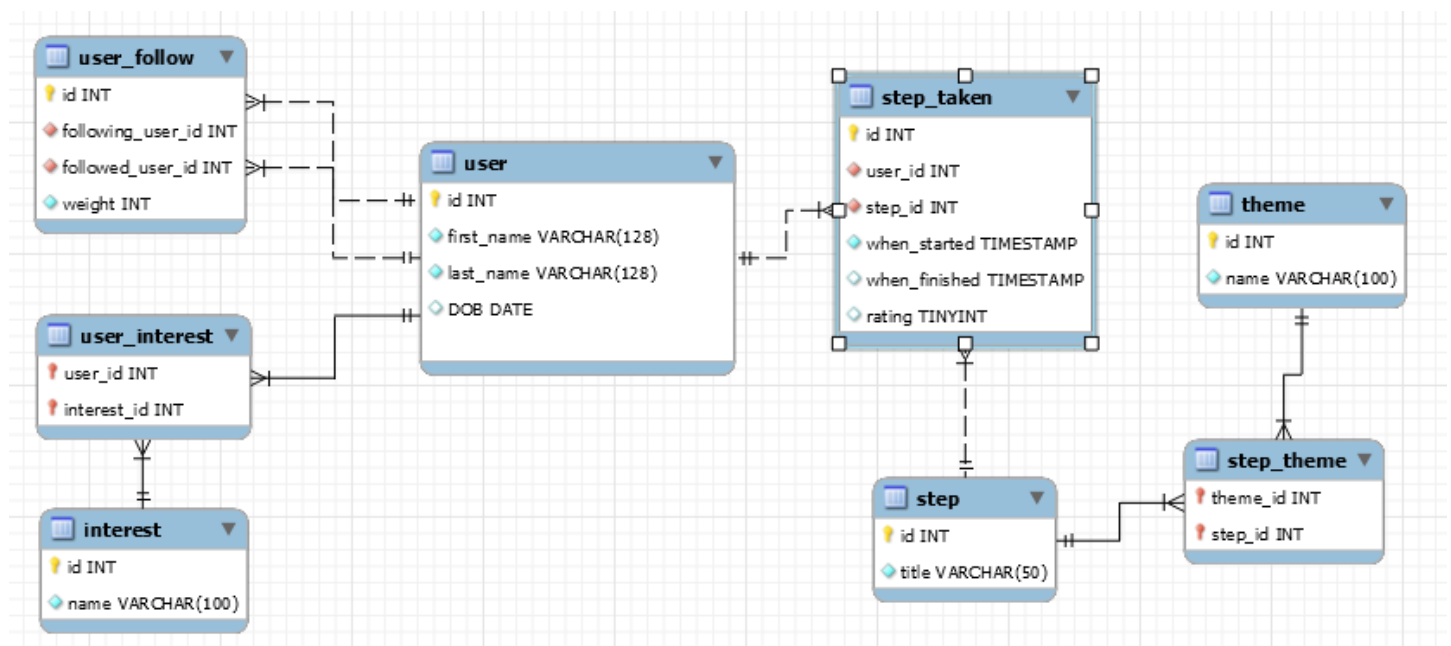 user_follow
id INT
following_user_id INT
followed_user_id INT
weight INT
user
id INT
first_name VARCHAR(128)
last_name VARCHAR(128)
DOB DATE
step_taken
id INT
user_id INT
step_id INT
when_started TIMESTAMP
when_finished TIMESTAMP
rating TINYINT
theme
id INT
name VARCHAR(100)
user_interest
user_id INT
interest_id INT
interest
id INT
name VARCHAR(100)
step
id INT
title VARCHAR(50)
step_theme
theme_id INT
step_id INT